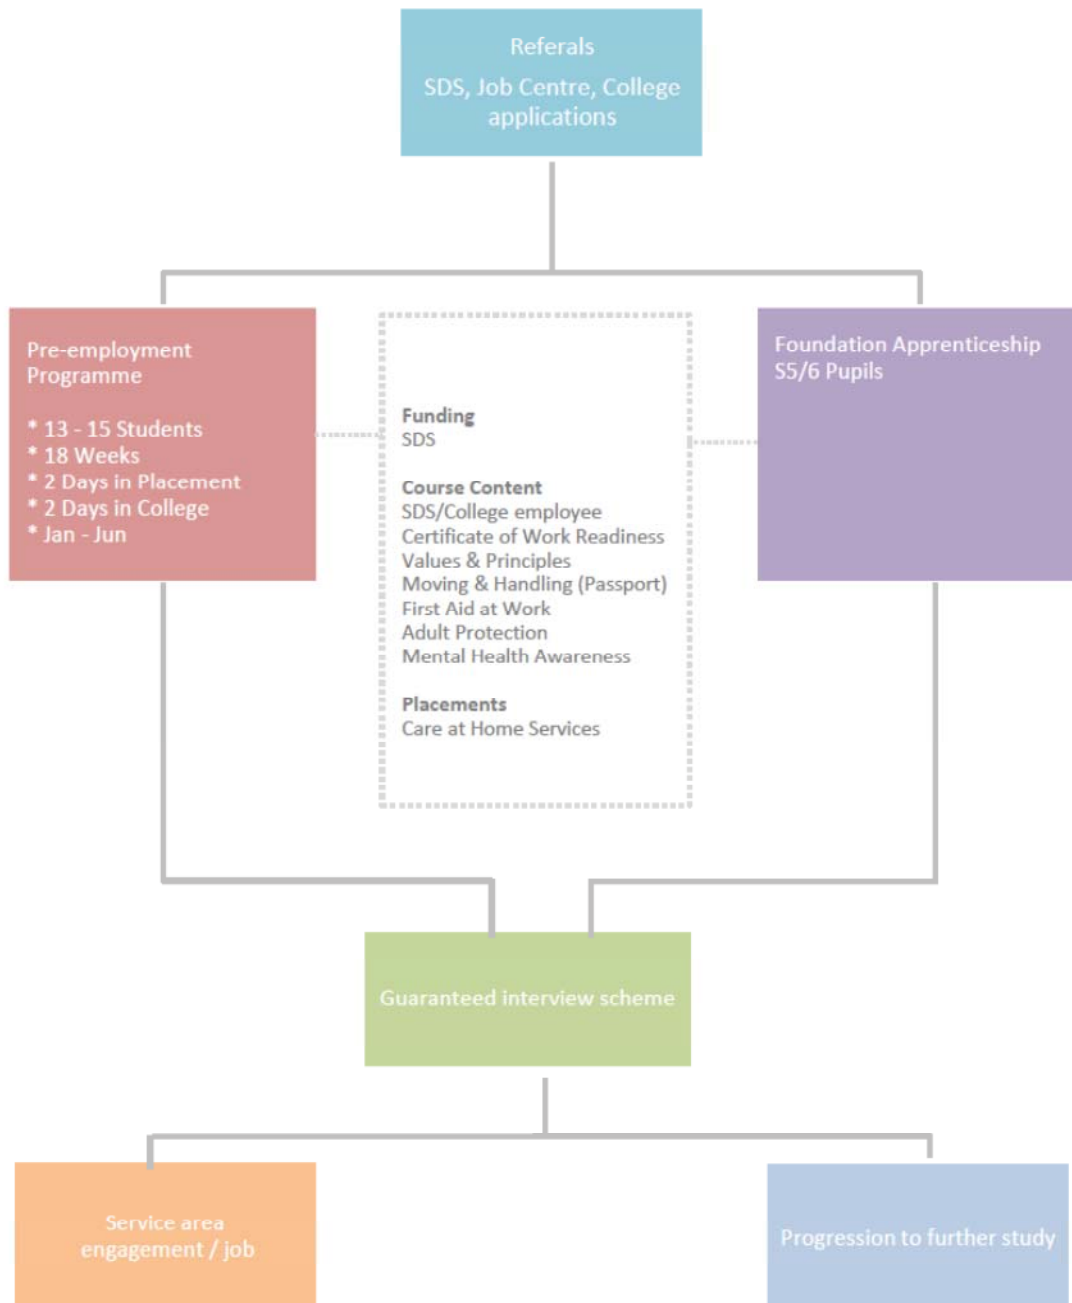 Referals
SDS, Job Centre, College
applications
Pre-employment
Programme
* 13 - 15 Students
* 18 Weeks
* 2 Days in Placement
* 2 Days in College
* Jan - Jun
Funding
SDS
Course Content
SDS/College employee
Certificate of Work Readiness
Values & Principles
Moving & Handling (Passport)
First Aid at Work
Adult Protection
Mental Health Awareness
Placements
Care at Home Services
Foundation Apprenticeship
S5/6 Pupils
Guaranteed interview scheme
Service area
engagement / job
Progression to further study